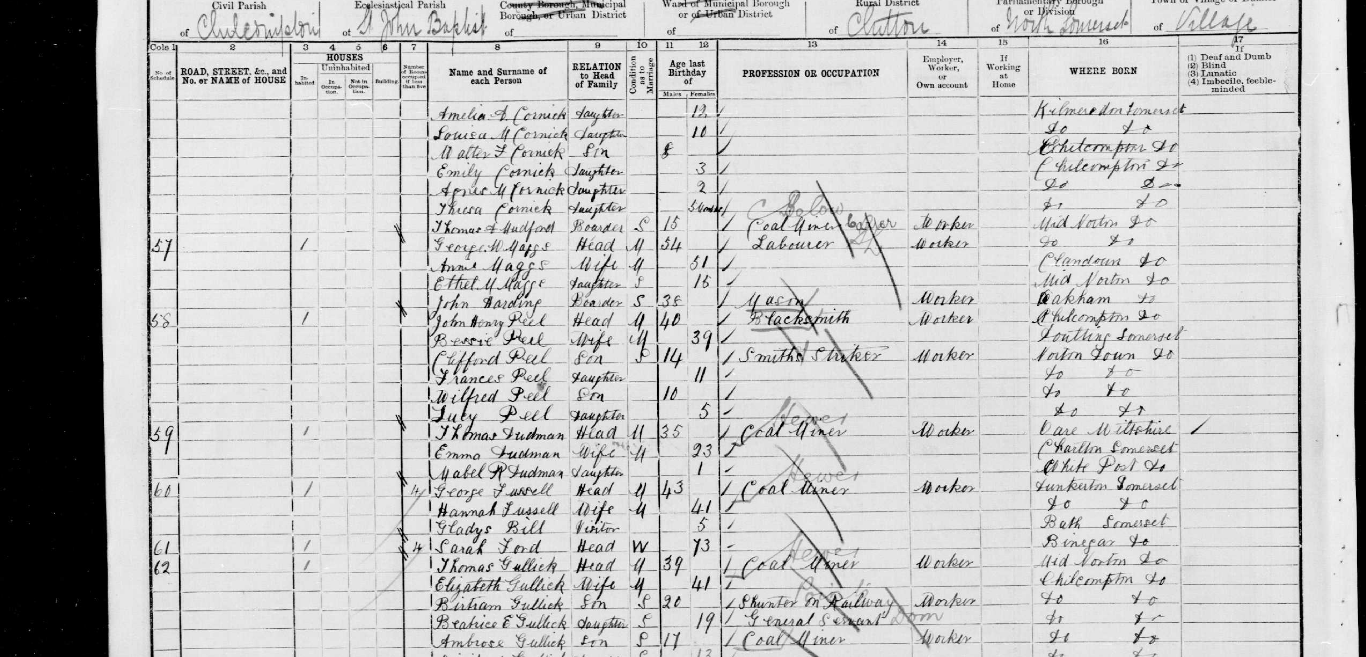 Civil Parish Ecclesiastical Parish County Borough, Municipal Borough, or Urban District Ward of Municipal Borough or of Urban District Rural District Parliamentary Borough or Division
of Chilcompton of St John Baptist of of of Clutton of North Somerset of Village
Cols 1 2 3 4 5 6 7 8 9 10 11 12 13 14 15 16 17
No. of Schedule ROAD, STREET, &c., and No. or NAME of HOUSE HOUSES Inhabited Uninhabited In Occupation Not in Occupation Building Number of Rooms occupied if less than five Name and Surname of each Person RELATION to Head of Family Condition as to Marriage Age last Birthday of Males Females PROFESSION OR OCCUPATION Employer, Worker, or Own account If Working at Home WHERE BORN If (1) Deaf and Dumb (2) Blind (3) Lunatic (4) Imbecile, feeble-minded
Amelia A. Cornick Daughter 12 Kilmersdon Somerset
Louisa M Cornick Daughter 10 do do
Walter F Cornick Son 8 Chilcompton do
Emily Cornick Daughter 3 Chilcompton do
Agnes M Cornick Daughter 2 do do
Theresa Cornick Daughter do do
Below
Thomas Mudford Boarder S 15 Coal Miner Worker Mid Norton do
57 1 George W Maggs Head M 54 Labourer Worker do do
Annie Maggs Wife M 51 Clandown do
Ethel M Maggs Daughter S 15 Mid Norton do
John Harding Boarder S 38 Mason Worker Oakham do
58 1 John Henry Peel Head M 40 Blacksmith Worker Chilcompton do
Bessie Peel Wife M 39 Doulting Somerset
Clifford Peel Son S 14 Smiths Striker Worker Norton Down do
Frances Peel Daughter 11 do do
Wilfred Peel Son 10 do do
Lucy Peel Daughter 5 do do
Hewer
59 1 Thomas Dudman Head M 35 Coal Miner Worker Wiltshire
Emma Dudman Wife M 23 Charlton Somerset
Mabel R Dudman Daughter 1 White Post do
Hewer
60 1 4 George Fussell Head M 43 Coal Miner Worker Dunkerton Somerset
Hannah Fussell Wife M 41 do do
Gladys Bill Visitor 5 Bath Somerset
61 1 4 Sarah Ford Head W 73 Binegar do
Hewer
62 1 Thomas Gullick Head M 39 Coal Miner Worker Mid Norton do
Elizabeth Gullick Wife M 41 Chilcompton do
Birtram Gullick Son S 20 Shunter on Railway Worker do do
Beatrice E Gullick Daughter S 19 General Servant Dom do do
Ambrose Gullick Son S 17 Coal Miner Worker do do